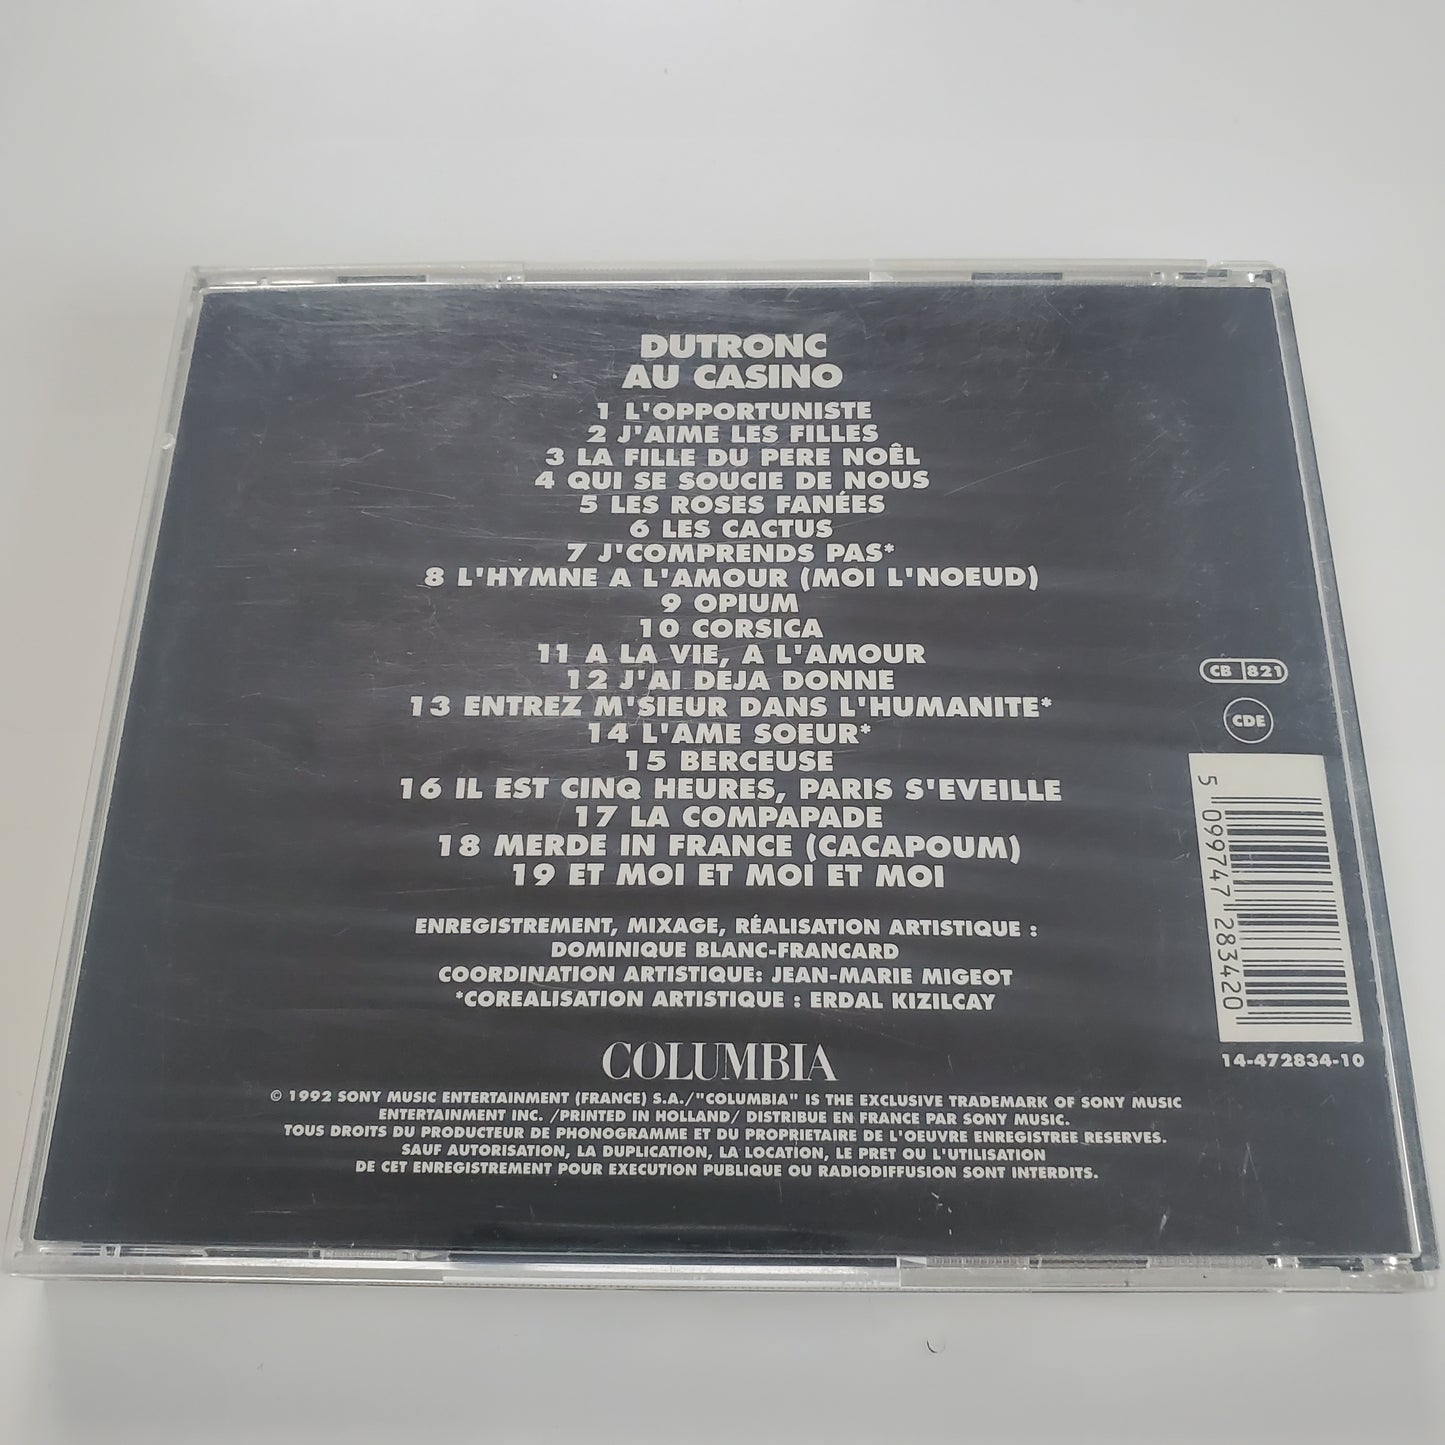 DUTRONC
AU CASINO
1 L'OPPORTUNISTE
2 J'AIME LES FILLES
3 LA FILLE DU PERE NOÊL
4 QUI SE SOUCIE DE NOUS
5 LES ROSES FANÉES
6 LES CACTUS
7 J'COMPRENDS PAS*
8 L'HYMNE A L'AMOUR (MOI L'NOEUD)
9 OPIUM
10 CORSICA
11 A LA VIE, A L'AMOUR
12 J'AI DEJA DONNE
13 ENTREZ M'SIEUR DANS L'HUMANITE*
14 L'AME SOEUR*
15 BERCEUSE
16 IL EST CINQ HEURES, PARIS S'EVEILLE
17 LA COMPAPADE
18 MERDE IN FRANCE (CACAPOUM)
19 ET MOI ET MOI ET MOI
ENREGISTREMENT, MIXAGE, RÉALISATION ARTISTIQUE :
DOMINIQUE BLANC-FRANCARD
COORDINATION ARTISTIQUE: JEAN-MARIE MIGEOT
*COREALISATION ARTISTIQUE : ERDAL KIZILCAY
COLUMBIA
© 1992 SONY MUSIC ENTERTAINMENT (FRANCE) S.A./"COLUMBIA" IS THE EXCLUSIVE TRADEMARK OF SONY MUSIC
ENTERTAINMENT INC. /PRINTED IN HOLLAND/ DISTRIBUE EN FRANCE PAR SONY MUSIC.
TOUS DROITS DU PRODUCTEUR DE PHONOGRAMME ET DU PROPRIETAIRE DE L'OEUVRE ENREGISTREE RESERVES.
SAUF AUTORISATION, LA DUPLICATION, LA LOCATION, LE PRET OU L'UTILISATION
DE CET ENREGISTREMENT POUR EXECUTION PUBLIQUE OU RADIODIFFUSION SONT INTERDITS.
CB 821
CDE
5 099747 283420
14-472834-10